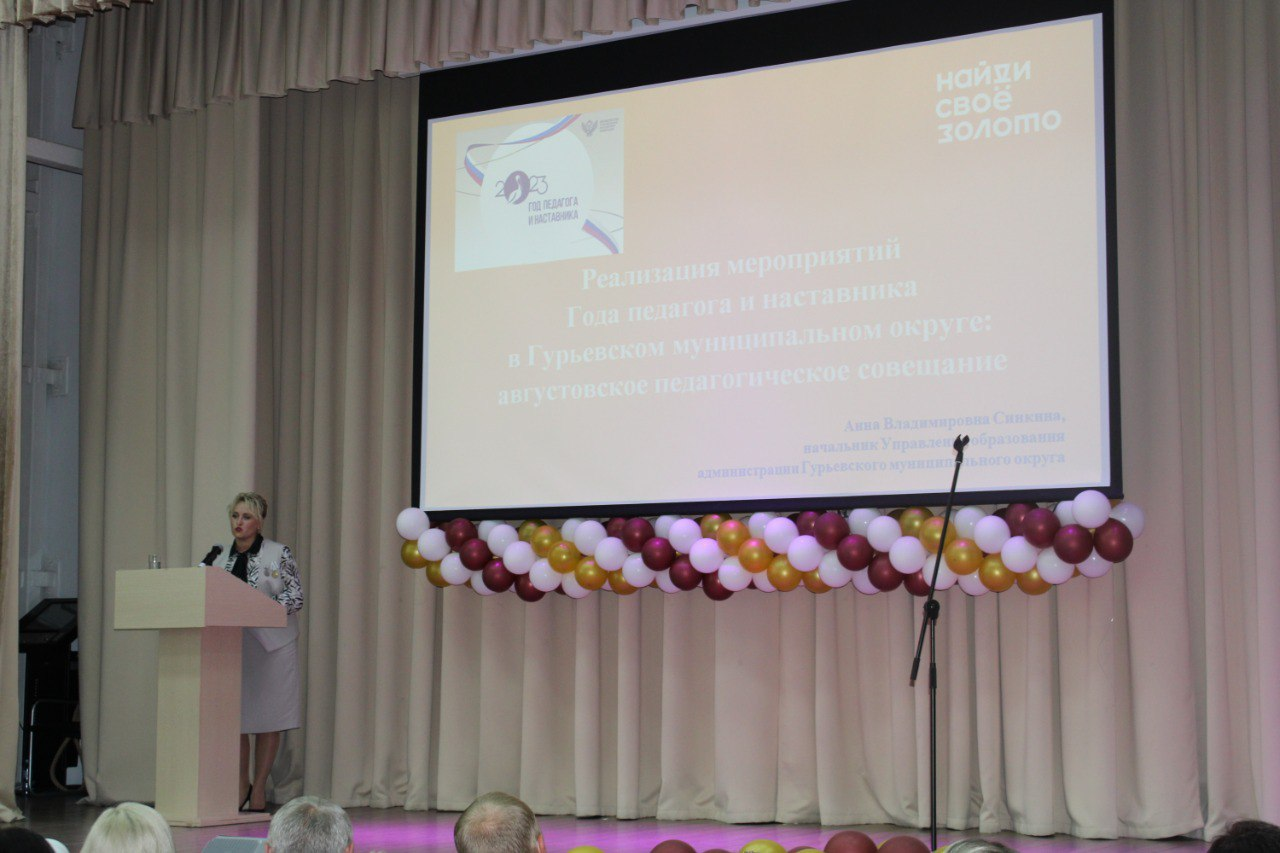 найди
своё
золото
2023
ГОД ПЕДАГОГА
И НАСТАВНИКА
Реализация мероприятий
Года педагога и наставника
в Гурьевском муниципальном округе:
августовское педагогическое совещание
Анна Владимировна Синкина,
начальник Управления образования
администрации Гурьевского муниципального округа